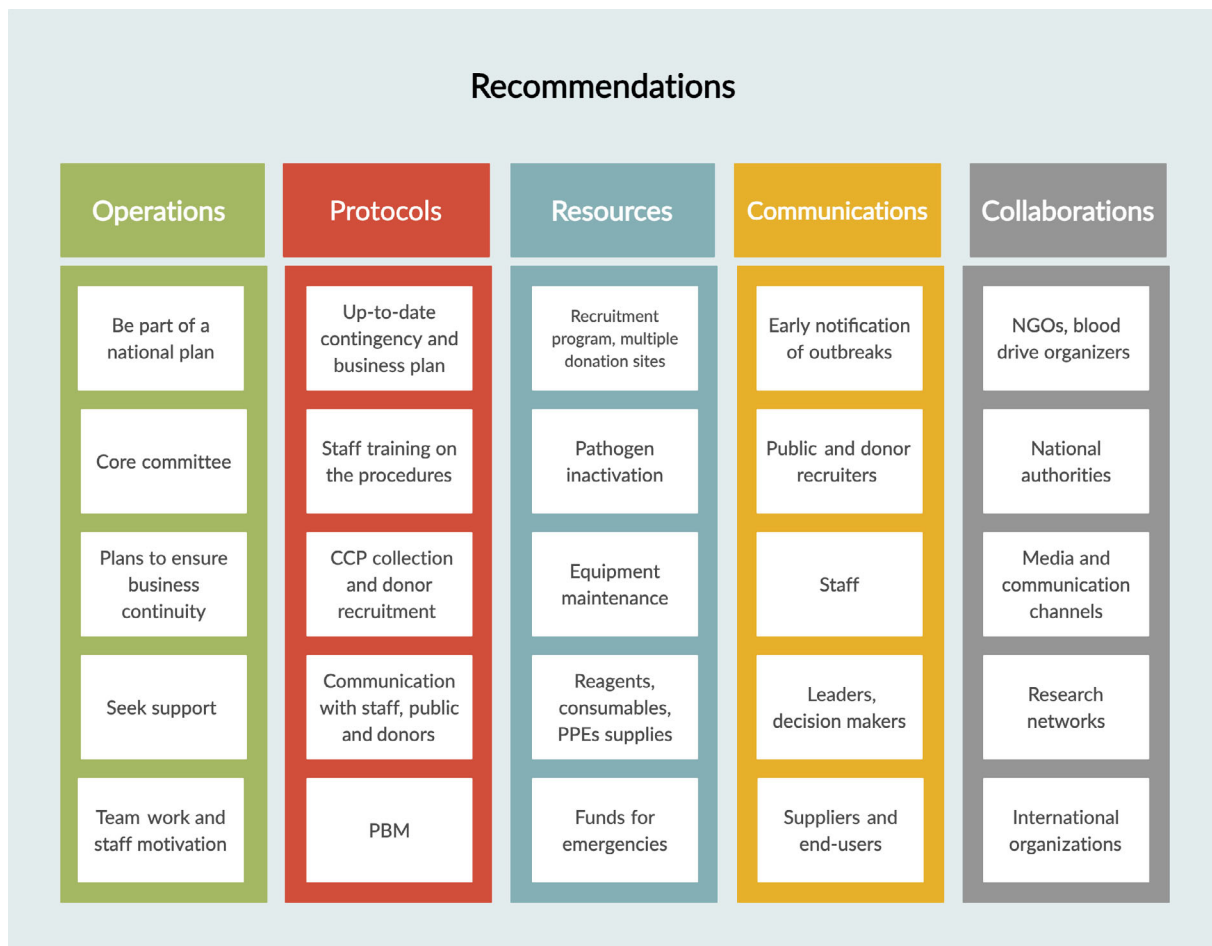 Recommendations
Operations
Be part of a
national plan
Core committee
Plans to ensure
business
continuity
Seek support
Team work and
staff motivation
Protocols
Up-to-date
contingency and
business plan
Staff training on
the procedures
CCP collection
and donor
recruitment
Communication
with staff, public
and donors
PBM
Resources
Recruitment
program, multiple
donation sites
Pathogen
inactivation
Equipment
maintenance
Reagents,
consumables,
PPEs supplies
Funds for
emergencies
Communications
Early notification
of outbreaks
Public and donor
recruiters
Staff
Leaders,
decision makers
Suppliers and
end-users
Collaborations
NGOs, blood
drive organizers
National
authorities
Media and
communication
channels
Research
networks
International
organizations